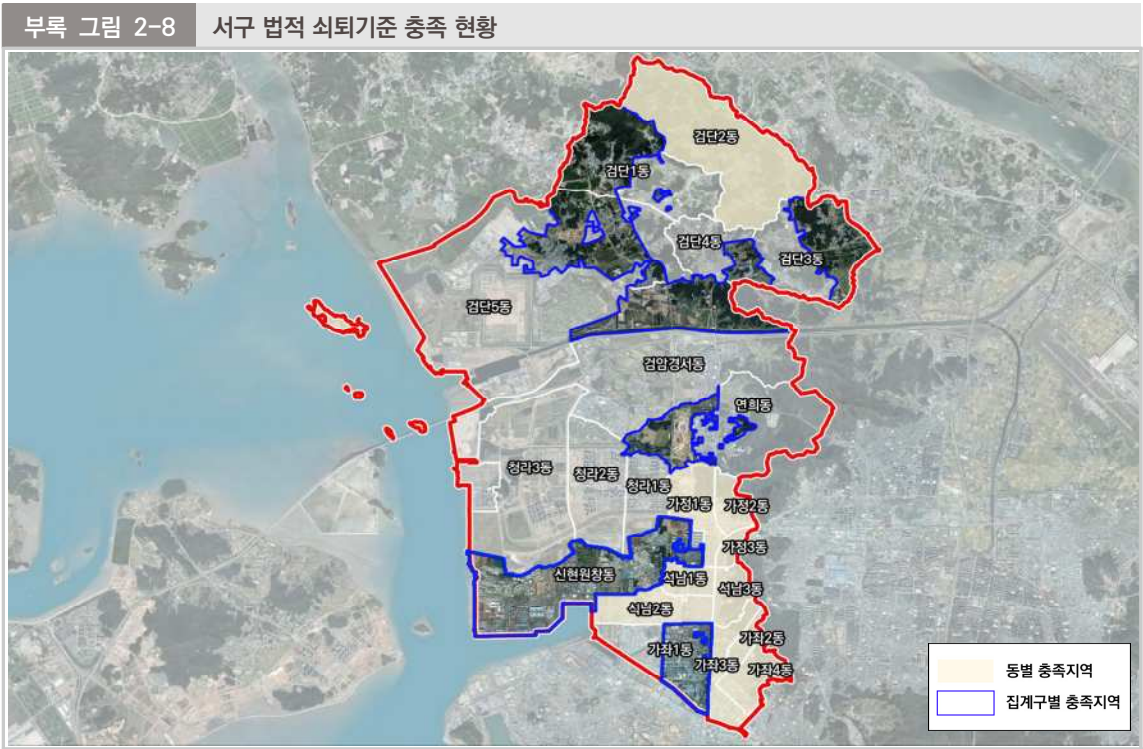 부록 그림 2-8 서구 법적 쇠퇴기준 충족 현황
검단2동
검단1동
검단4동
검단3동
검단5동
검암경서동
연희동
청라3동
청라2동
청라1동
가정1동
가정2동
가정3동
신현원창동
석남1동
석남3동
석남2동
가좌2동
가좌1동
가좌3동
가좌4동
동별 충족지역
집계구별 충족지역